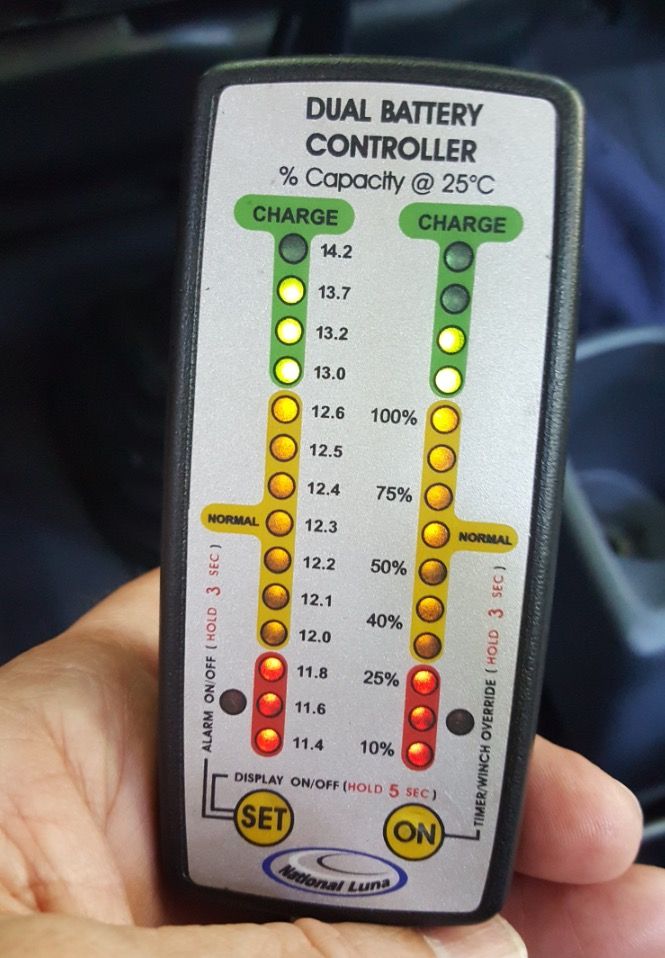 DUAL BATTERY
CONTROLLER
% Capacity @ 25°C
CHARGE CHARGE
14.2
13.7
13.2
13.0
12.6 100%
12.5
12.4 75%
NORMAL 12.3 NORMAL
12.2 50%
12.1
12.0 40%
11.8 25%
11.6
11.4 10%
ALARM ON/OFF ( HOLD 3 SEC )
TIMER/WINCH OVERRIDE ( HOLD 3 SEC )
DISPLAY ON/OFF (HOLD 5 SEC)
SET ON
National Luna